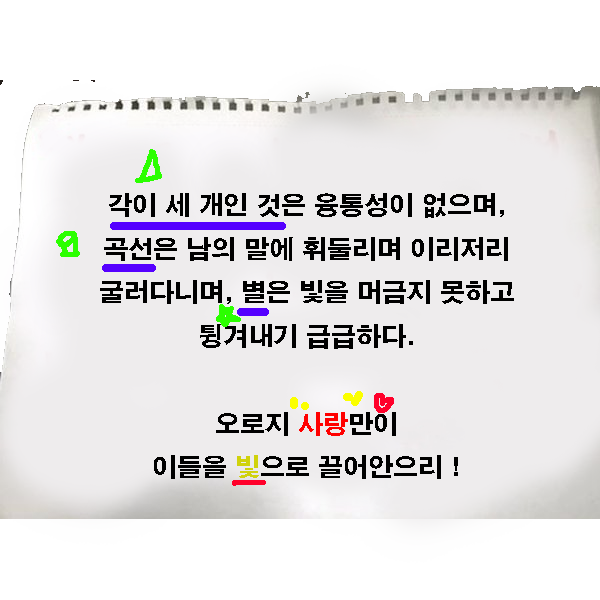 각이 세 개인 것은 융통성이 없으며,
곡선은 남의 말에 휘둘리며 이리저리
굴러다니며, 별은 빛을 머금지 못하고
튕겨내기 급급하다.
오로지 사랑만이
이들을 빛으로 끌어안으리 !